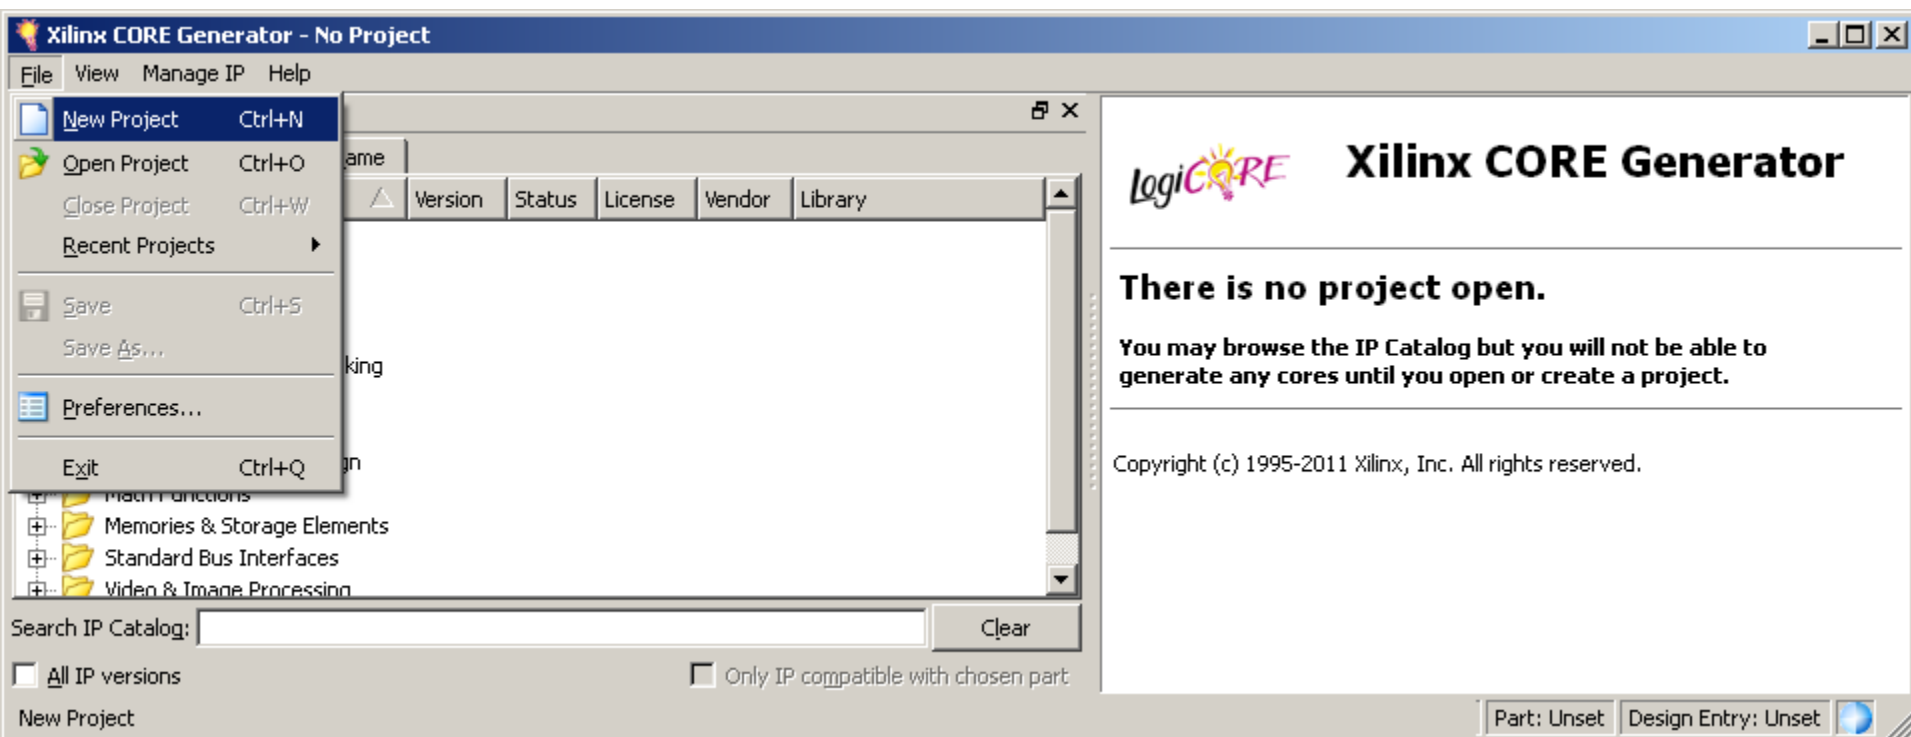 Xilinx CORE Generator - No Project
File View Manage IP Help
New Project Ctrl+N
Open Project Ctrl+O
Close Project Ctrl+W
Recent Projects
Save Ctrl+S
Save As...
Preferences...
Exit Ctrl+Q
ame
Version Status License Vendor Library
king
gn
Math Functions
Memories & Storage Elements
Standard Bus Interfaces
Video & Image Processing
Search IP Catalog: Clear
All IP versions Only IP compatible with chosen part
LogiCORE Xilinx CORE Generator
There is no project open.
You may browse the IP Catalog but you will not be able to
generate any cores until you open or create a project.
Copyright (c) 1995-2011 Xilinx, Inc. All rights reserved.
New Project Part: Unset Design Entry: Unset